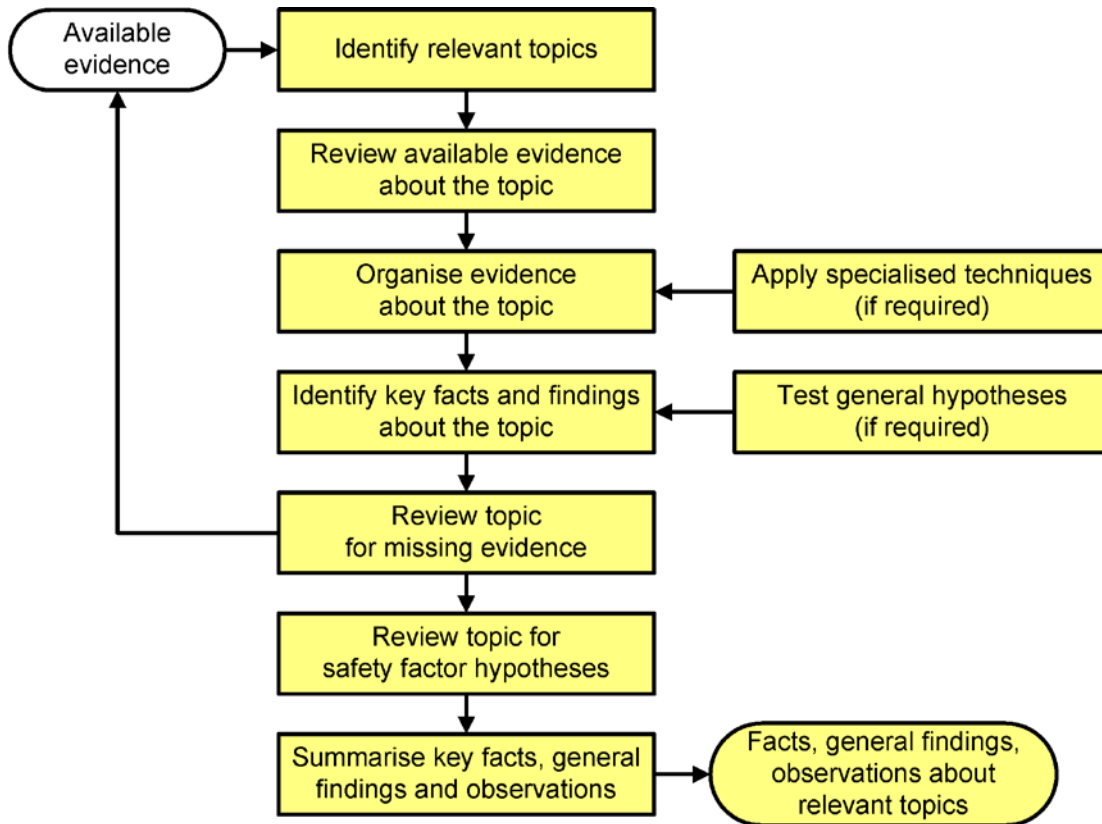 Available
evidence
Identify relevant topics
Review available evidence
about the topic
Organise evidence
about the topic
Apply specialised techniques
(if required)
Identify key facts and findings
about the topic
Test general hypotheses
(if required)
Review topic
for missing evidence
Review topic for
safety factor hypotheses
Summarise key facts, general
findings and observations
Facts, general findings,
observations about
relevant topics